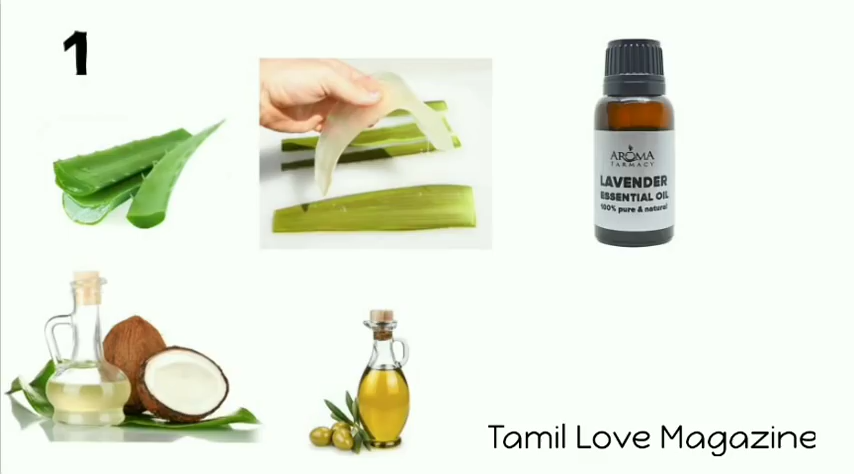 1
AROMA
TARMACY
LAVENDER
ESSENTIAL OIL
100% pure & natural
Tamil Love Magazine